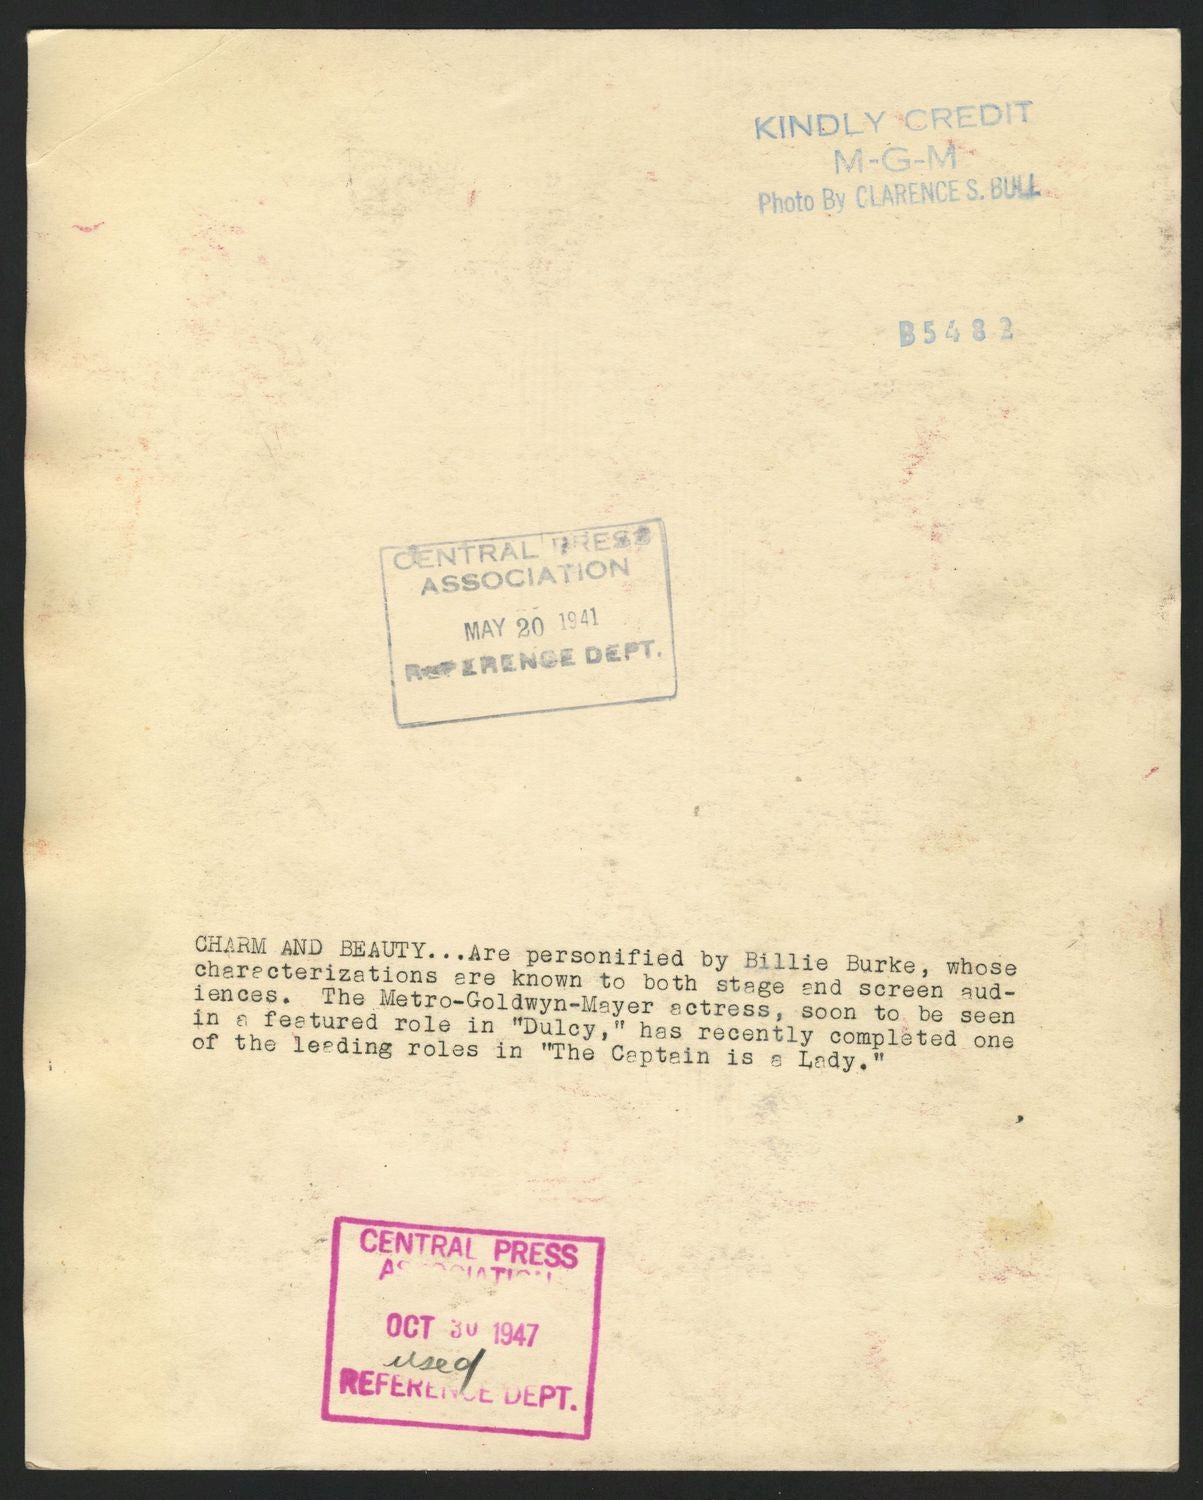 KINDLY CREDIT
M-G-M
Photo By CLARENCE S. BULL
B5482
CENTRAL PRESS
ASSOCIATION
MAY 20 1941
REFERENCE DEPT.
CHARM AND BEAUTY...Are personified by Billie Burke, whose
characterizations are known to both stage and screen aud-
iences. The Metro-Goldwyn-Mayer actress, soon to be seen
in a featured role in "Dulcy," has recently completed one
of the leading roles in "The Captain is a Lady."
CENTRAL PRESS
ASSOCIATION
OCT 30 1947
used
REFERENCE DEPT.